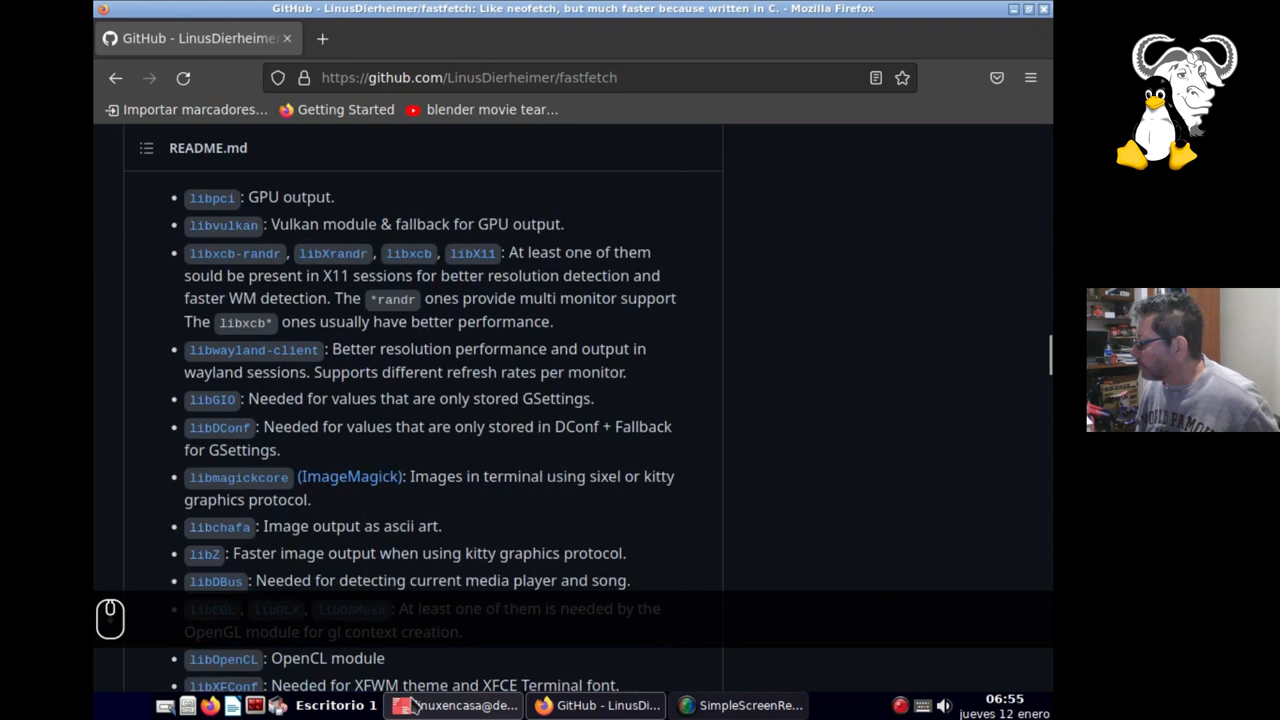 GitHub - LinusDierheimer/fastfetch: Like neofetch, but much faster because written in C. - Mozilla Firefox
GitHub - LinusDierheimer
https://github.com/LinusDierheimer/fastfetch
Importar marcadores... Getting Started blender movie tear...
README.md
libpci: GPU output.
libvulkan: Vulkan module & fallback for GPU output.
libxcb-randr, libXrandr, libxcb, libX11: At least one of them
sould be present in X11 sessions for better resolution detection and
faster WM detection. The *randr ones provide multi monitor support
The libxcb* ones usually have better performance.
libwayland-client: Better resolution performance and output in
wayland sessions. Supports different refresh rates per monitor.
libGIO: Needed for values that are only stored GSettings.
libDConf: Needed for values that are only stored in DConf + Fallback
for GSettings.
libmagickcore (ImageMagick): Images in terminal using sixel or kitty
graphics protocol.
libchafa: Image output as ascii art.
libZ: Faster image output when using kitty graphics protocol.
libDBus: Needed for detecting current media player and song.
libEGL, libGLX, libOSMesa: At least one of them is needed by the
OpenGL module for gl context creation.
libOpenCL: OpenCL module
libXFConf: Needed for XFWM theme and XFCE Terminal font.
Escritorio 1 linuxencasa@de... GitHub - LinusDi... SimpleScreenRe... 06:55
jueves 12 enero